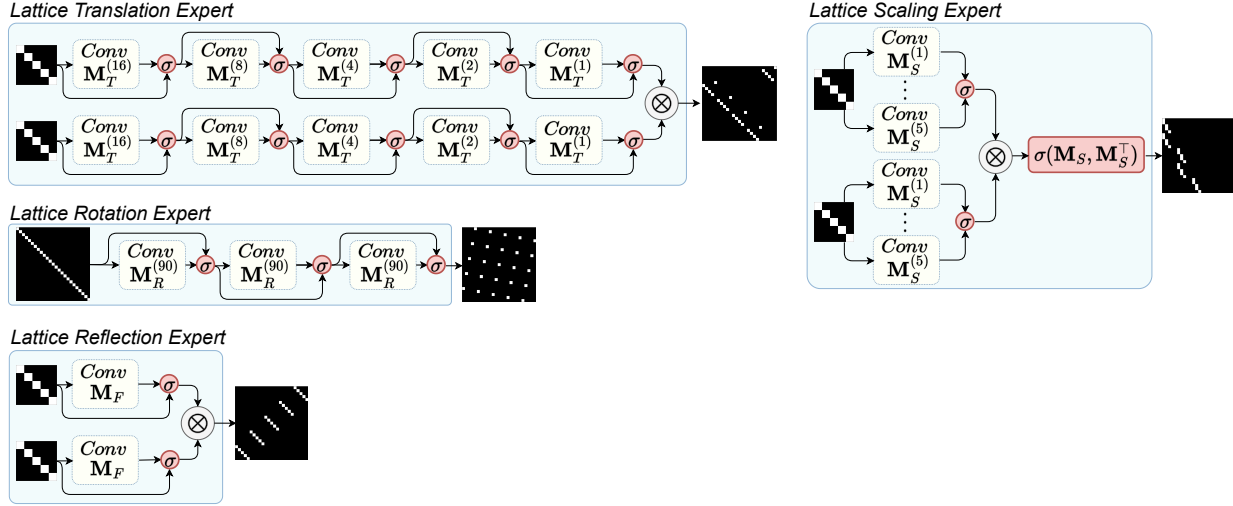 Lattice Translation Expert
Conv Conv Conv Conv Conv
M_T^(16) σ M_T^(8) σ M_T^(4) σ M_T^(2) σ M_T^(1) σ
⊗
Conv Conv Conv Conv Conv
M_T^(16) σ M_T^(8) σ M_T^(4) σ M_T^(2) σ M_T^(1) σ
Lattice Rotation Expert
Conv Conv Conv
M_R^(90) σ M_R^(90) σ M_R^(90) σ
Lattice Reflection Expert
Conv
M_F σ
⊗
Conv
M_F σ
Lattice Scaling Expert
Conv
M_S^(1)
⋮ σ
Conv
M_S^(5)
⊗ σ(M_S, M_S^⊤)
Conv
M_S^(1)
⋮ σ
Conv
M_S^(5)